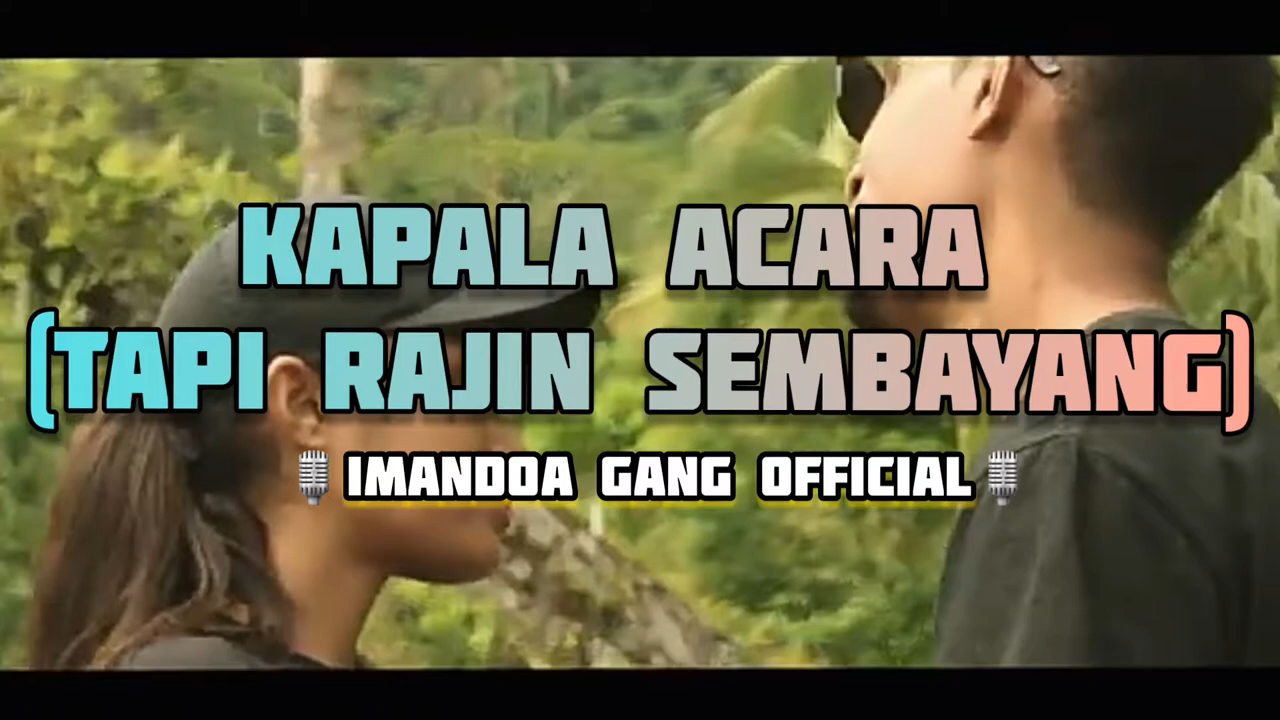 KAPALA ACARA
(TAPI RAJIN SEMBAYANG)
🎙IMANDOA GANG OFFICIAL🎙